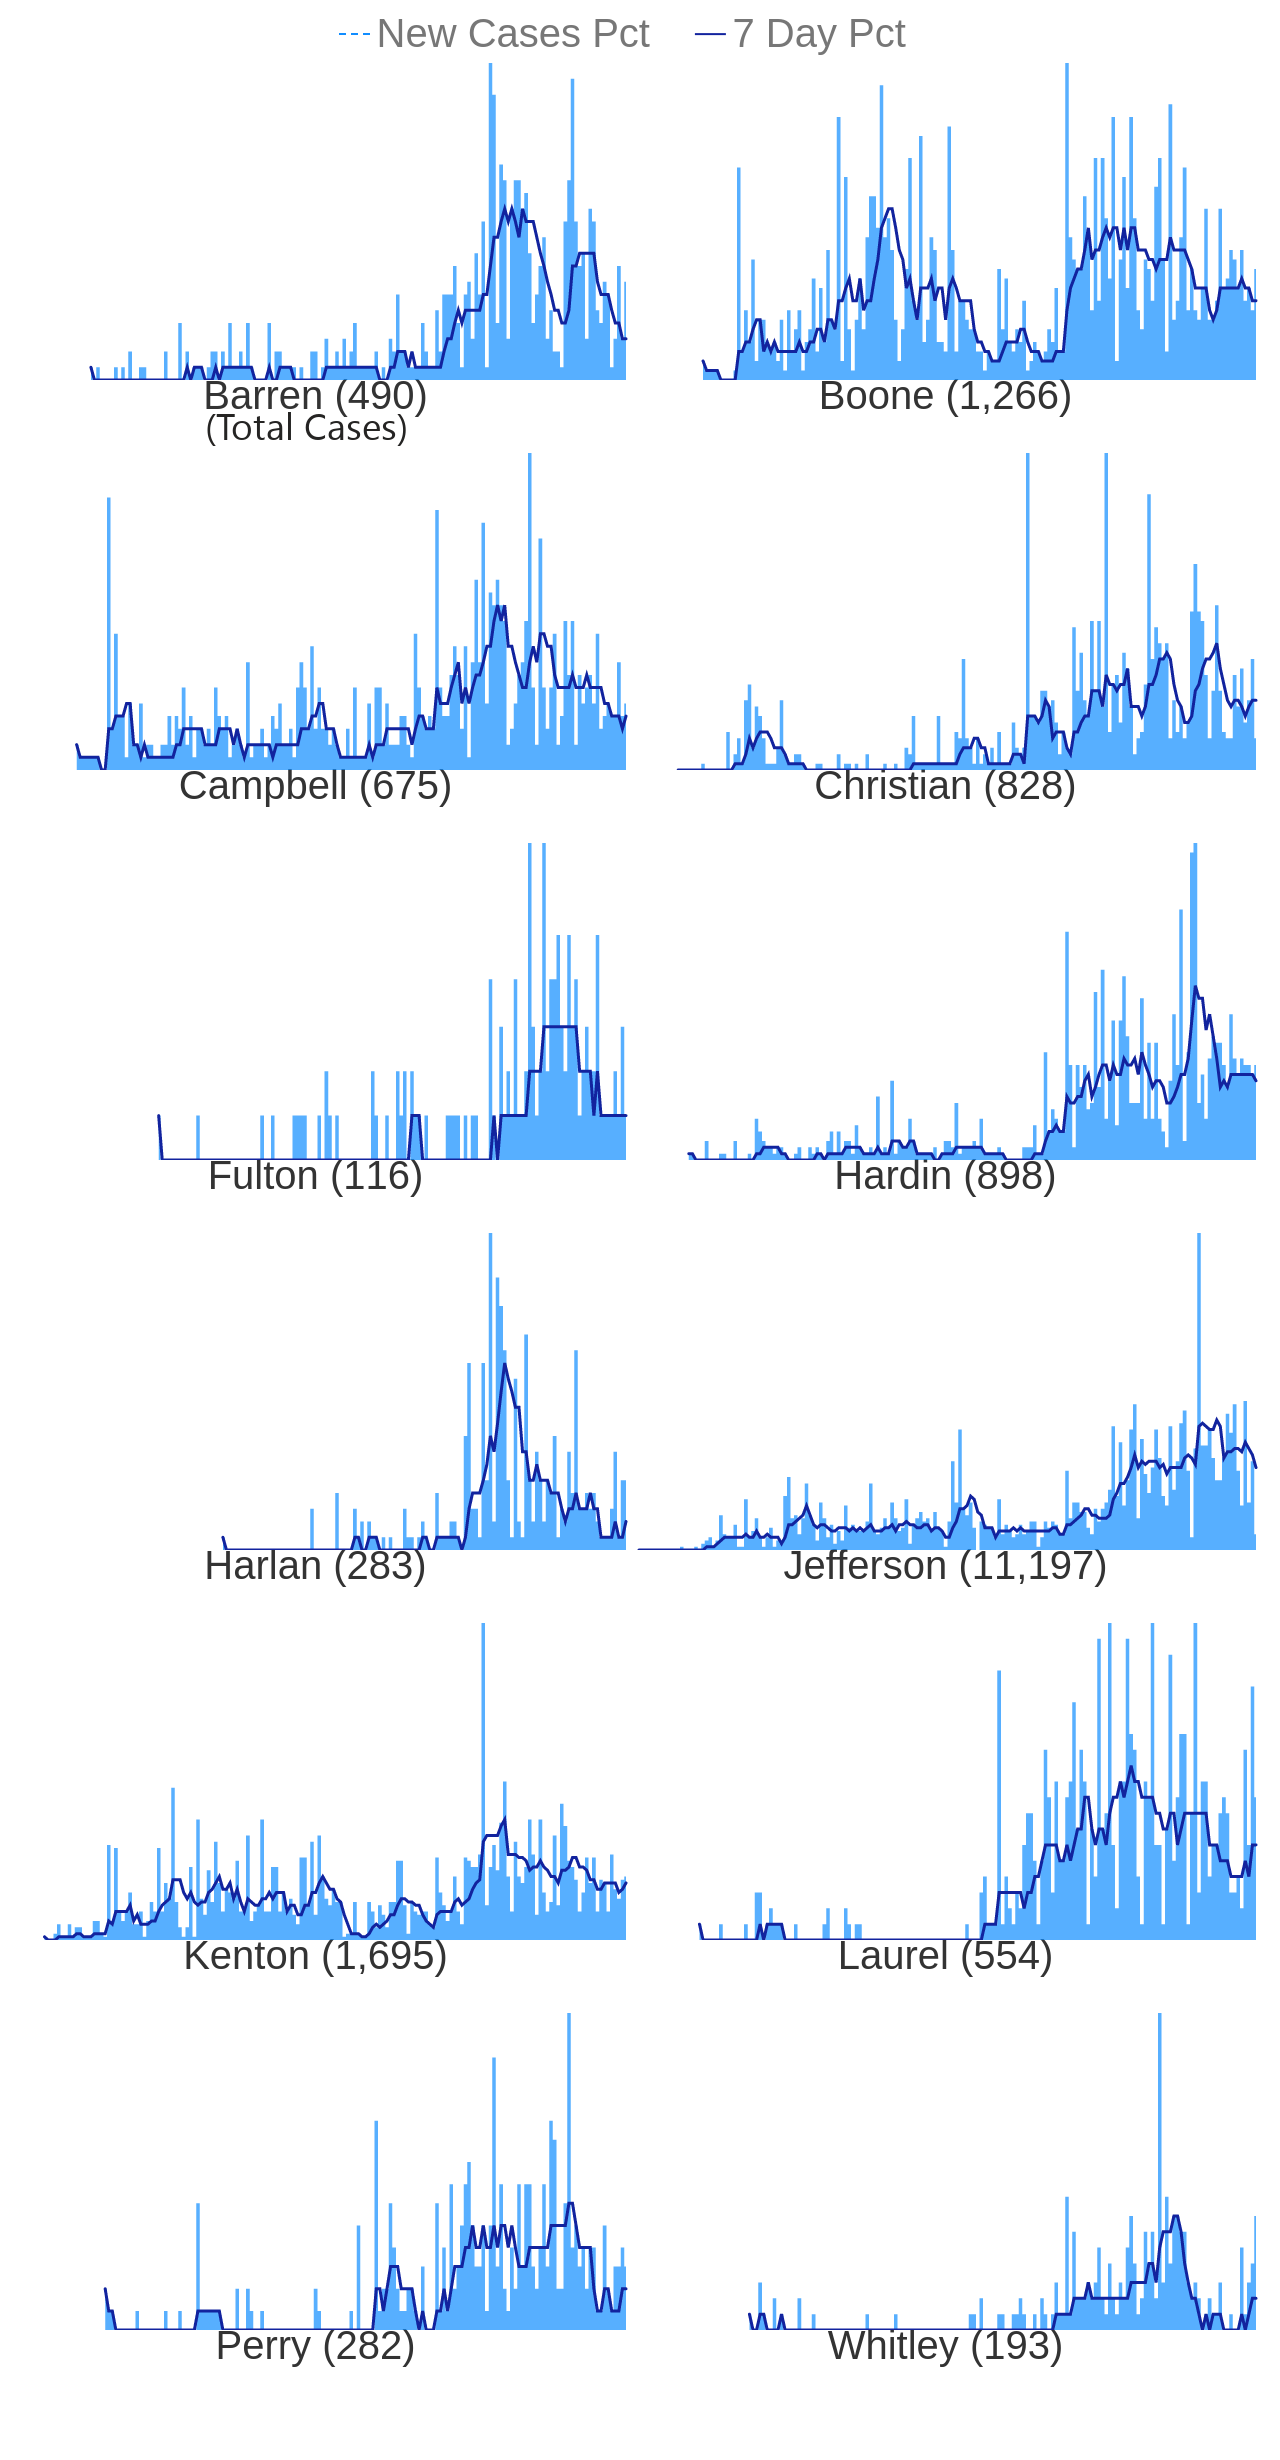 New Cases Pct 7 Day Pct
Barren (490) Boone (1,266)
(Total Cases)
Campbell (675) Christian (828)
Fulton (116) Hardin (898)
Harlan (283) Jefferson (11,197)
Kenton (1,695) Laurel (554)
Perry (282) Whitley (193)